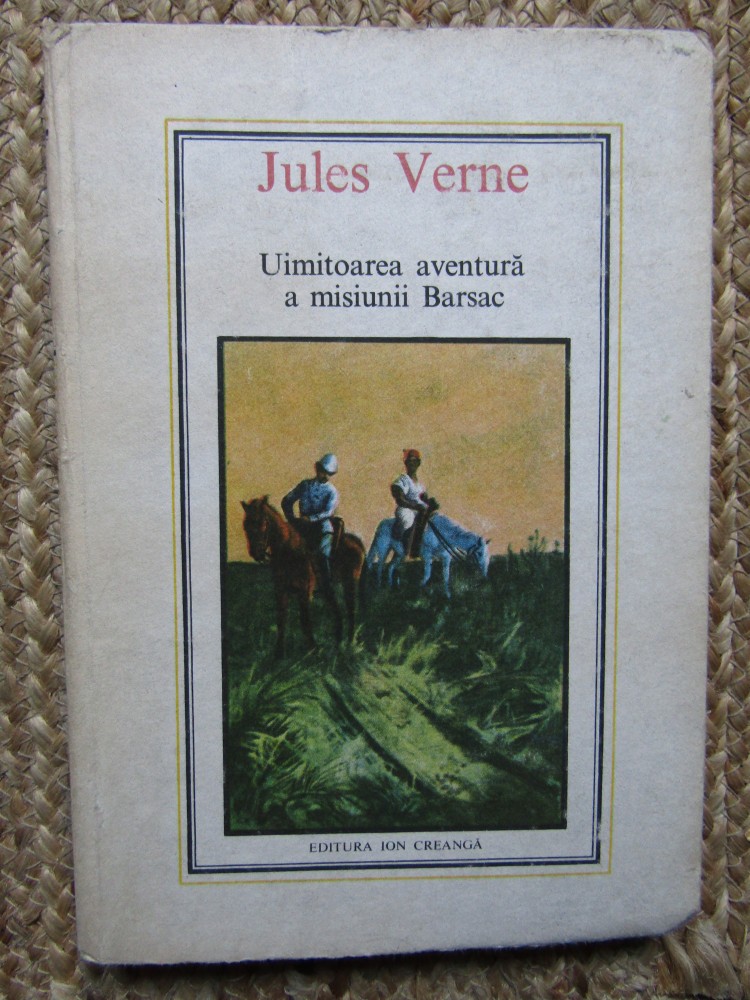 Jules Verne
Uimitoarea aventură
a misiunii Barsac
EDITURA ION CREANGĂ